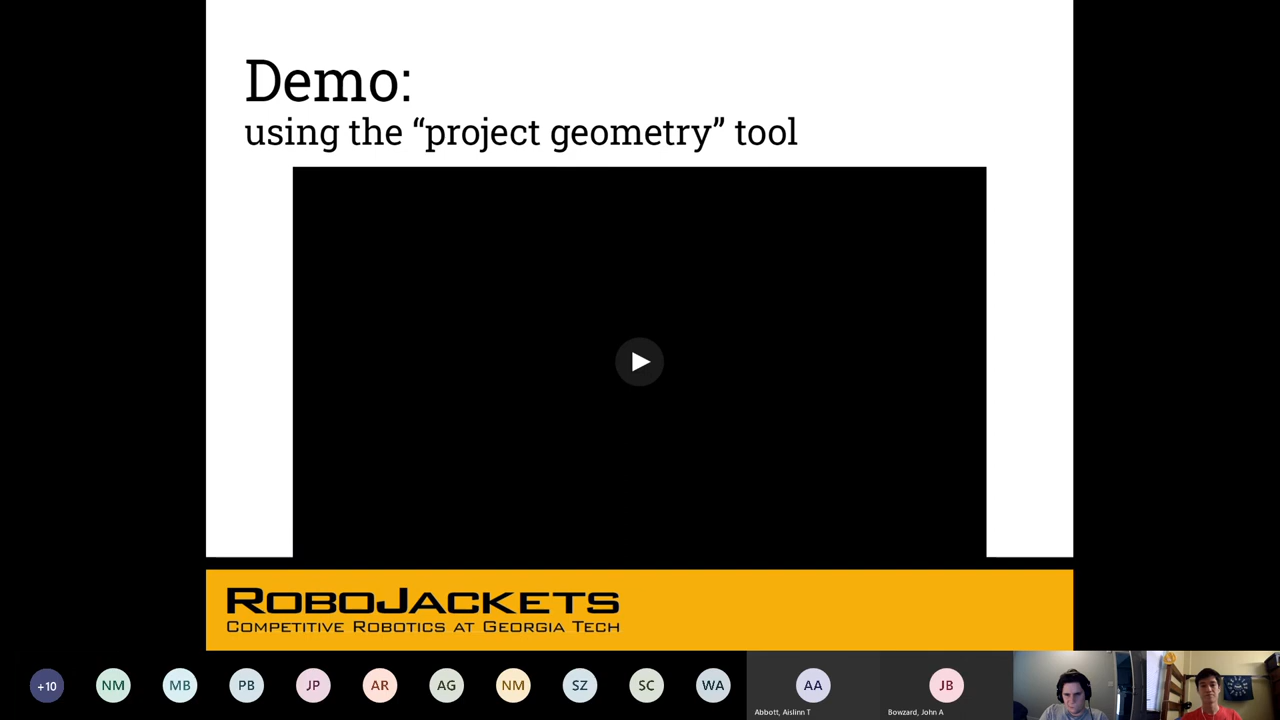 Demo:
using the “project geometry” tool
ROBOJACKETS
COMPETITIVE ROBOTICS AT GEORGIA TECH
+10
NM
MB
PB
JP
AR
AG
NM
SZ
SC
WA
AA
JB
Abbott, Aislinn T
Bowzard, John A